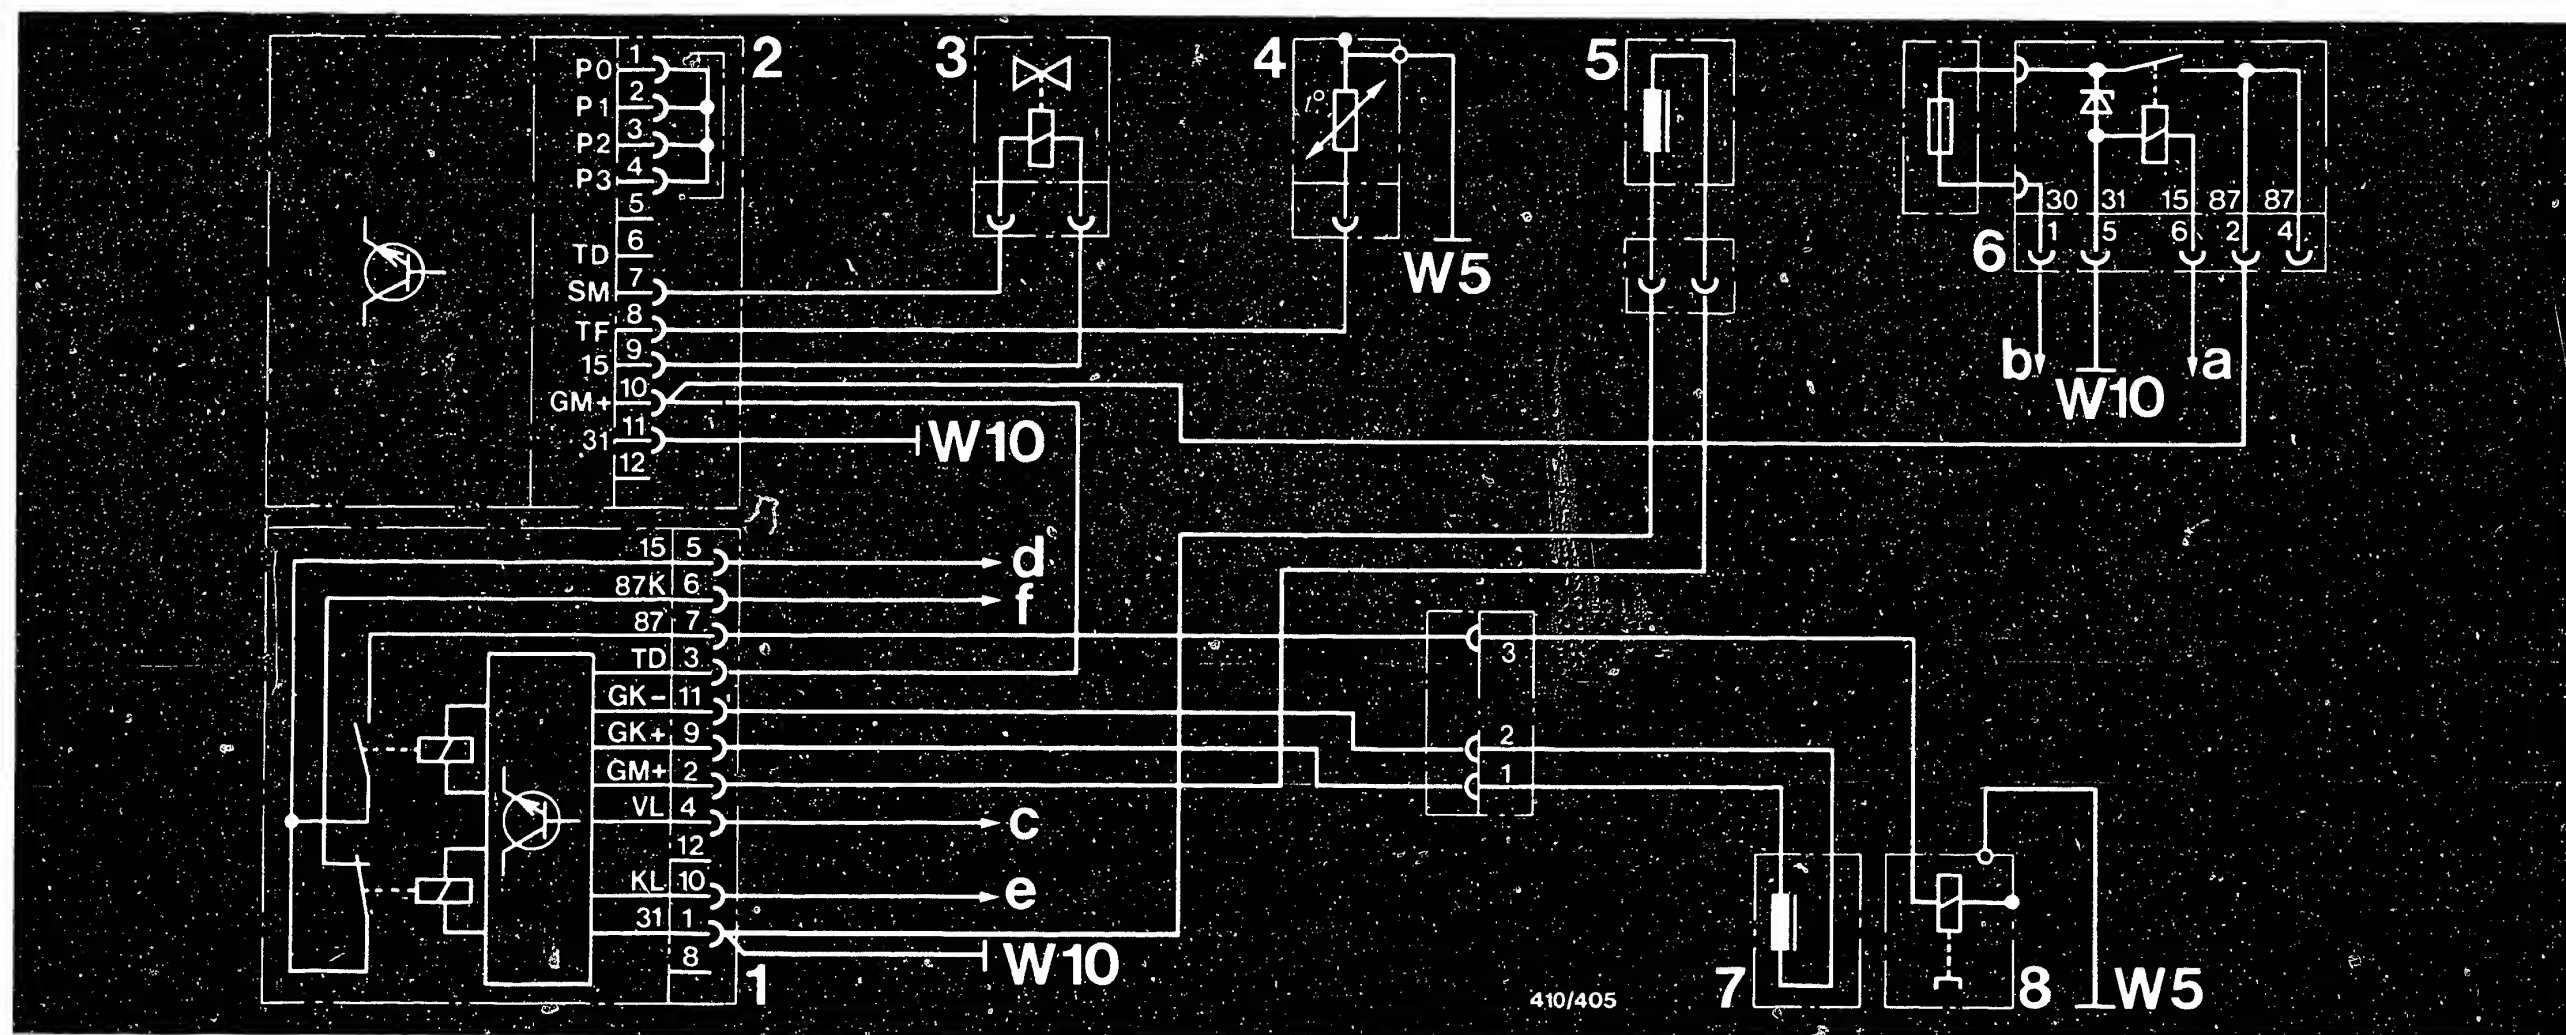 2
P0 1
P1 2
P2 3
P3 4
5
TD 6
SM 7
TF 8
15 9
GM+ 10
31 11
12
W10
3
4
W5
5
6
30 31 15 87 87
1 5 6 2 4
b
W10
a
15 5
d
87K 6
f
87 7
TD 3
GK- 11
GK+ 9
GM+ 2
VL 4
c
12
KL 10
e
31 1
8
W10
1
3
2
1
7
8
W5
410/405